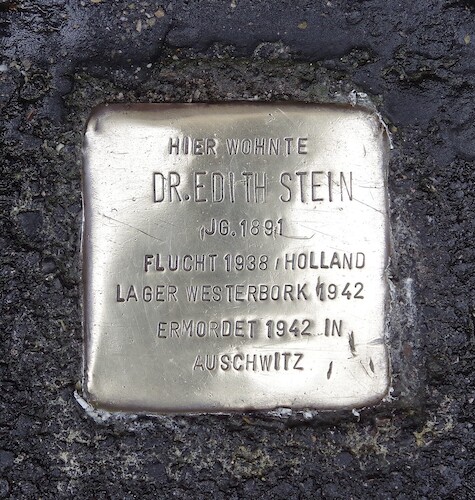 HIER WOHNTE
DR. EDITH STEIN
JG. 1891
FLUCHT 1938 HOLLAND
LAGER WESTERBORK 1942
ERMORDET 1942 IN
AUSCHWITZ